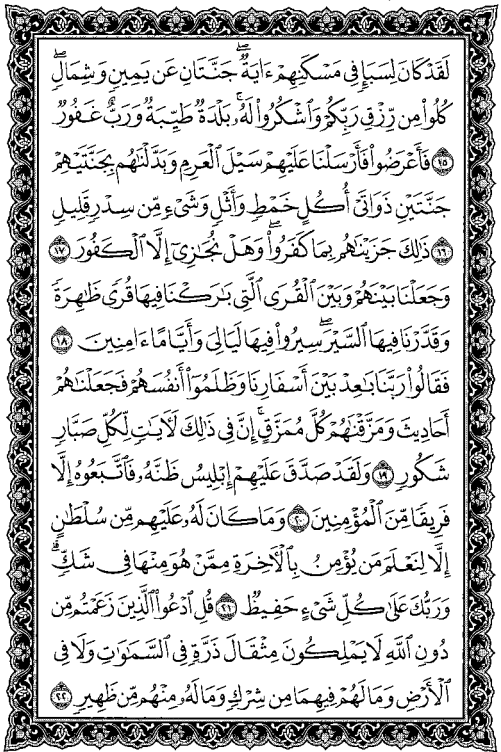 لَقَدْ كَانَ لِسَبَإٍ فِي مَسْكَنِهِمْ ءَايَةٌ ۖ جَنَّتَانِ عَن يَمِينٍ وَشِمَالٍ ۖ
كُلُوا۟ مِن رِّزْقِ رَبِّكُمْ وَٱشْكُرُوا۟ لَهُۥ ۚ بَلْدَةٌ طَيِّبَةٌ وَرَبٌّ غَفُورٌ
١٥ فَأَعْرَضُوا۟ فَأَرْسَلْنَا عَلَيْهِمْ سَيْلَ ٱلْعَرِمِ وَبَدَّلْنَٰهُم بِجَنَّتَيْهِمْ
جَنَّتَيْنِ ذَوَاتَىْ أُكُلٍ خَمْطٍ وَأَثْلٍ وَشَىْءٍ مِّن سِدْرٍ قَلِيلٍ
١٦ ذَٰلِكَ جَزَيْنَٰهُم بِمَا كَفَرُوا۟ ۖ وَهَلْ نُجَٰزِىٓ إِلَّا ٱلْكَفُورَ ١٧
وَجَعَلْنَا بَيْنَهُمْ وَبَيْنَ ٱلْقُرَى ٱلَّتِى بَٰرَكْنَا فِيهَا قُرًى ظَٰهِرَةً
وَقَدَّرْنَا فِيهَا ٱلسَّيْرَ ۖ سِيرُوا۟ فِيهَا لَيَالِىَ وَأَيَّامًا ءَامِنِينَ ١٨
فَقَالُوا۟ رَبَّنَا بَٰعِدْ بَيْنَ أَسْفَارِنَا وَظَلَمُوٓا۟ أَنفُسَهُمْ فَجَعَلْنَٰهُمْ
أَحَادِيثَ وَمَزَّقْنَٰهُمْ كُلَّ مُمَزَّقٍ ۚ إِنَّ فِى ذَٰلِكَ لَءَايَٰتٍ لِّكُلِّ صَبَّارٍ
شَكُورٍ ١٩ وَلَقَدْ صَدَّقَ عَلَيْهِمْ إِبْلِيسُ ظَنَّهُۥ فَٱتَّبَعُوهُ إِلَّا
فَرِيقًا مِّنَ ٱلْمُؤْمِنِينَ ٢٠ وَمَا كَانَ لَهُۥ عَلَيْهِم مِّن سُلْطَٰنٍ
إِلَّا لِنَعْلَمَ مَن يُؤْمِنُ بِٱلْءَاخِرَةِ مِمَّنْ هُوَ مِنْهَا فِى شَكٍّ ۗ
وَرَبُّكَ عَلَىٰ كُلِّ شَىْءٍ حَفِيظٌ ٢١ قُلِ ٱدْعُوا۟ ٱلَّذِينَ زَعَمْتُم مِّن
دُونِ ٱللَّهِ لَا يَمْلِكُونَ مِثْقَالَ ذَرَّةٍ فِى ٱلسَّمَٰوَٰتِ وَلَا فِى
ٱلْأَرْضِ وَمَا لَهُمْ فِيهِمَا مِن شِرْكٍ وَمَا لَهُۥ مِنْهُم مِّن ظَهِيرٍ ٢٢